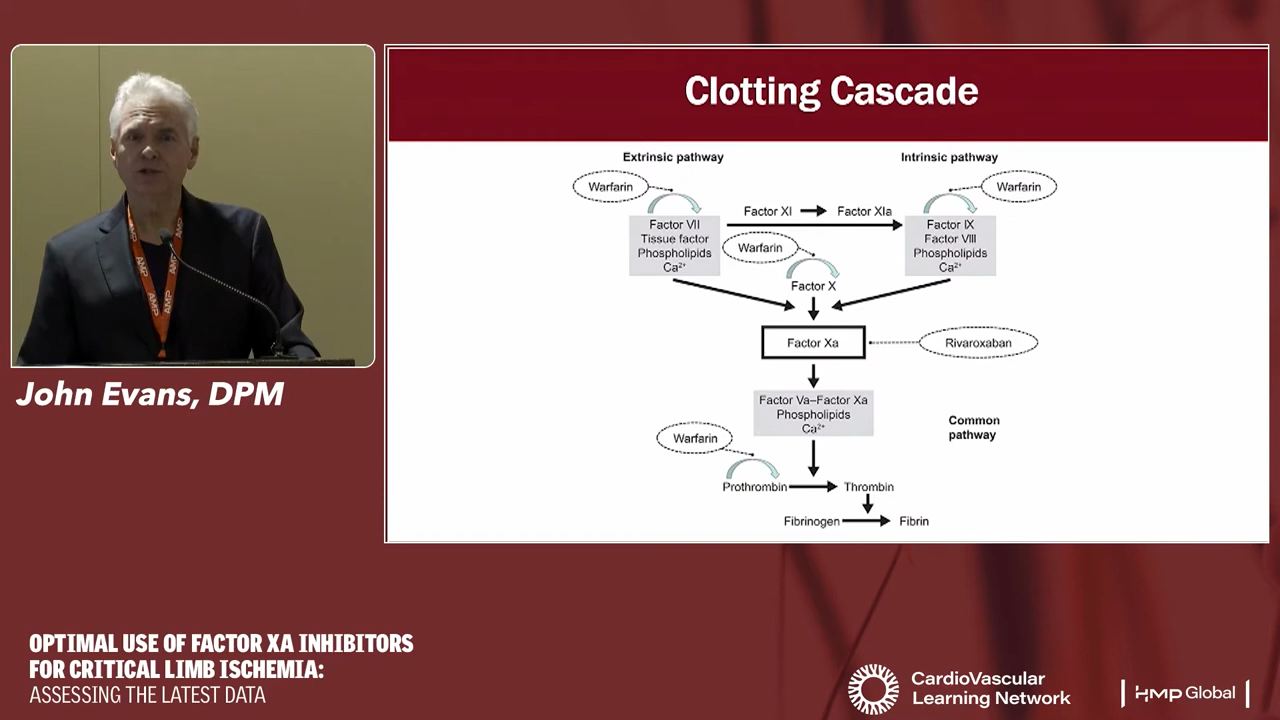 Clotting Cascade
Extrinsic pathway
Intrinsic pathway
Warfarin
Warfarin
Factor XI
Factor XIa
Factor VII
Tissue factor
Phospholipids
Ca²⁺
Factor IX
Factor VIII
Phospholipids
Ca²⁺
Warfarin
Factor X
Factor Xa
Rivaroxaban
Factor Va–Factor Xa
Phospholipids
Ca²⁺
Common
pathway
Warfarin
Prothrombin
Thrombin
Fibrinogen
Fibrin
AMP
AMP
AMP
John Evans, DPM
OPTIMAL USE OF FACTOR XA INHIBITORS
FOR CRITICAL LIMB ISCHEMIA:
ASSESSING THE LATEST DATA
CardioVascular
Learning Network
HMP Global